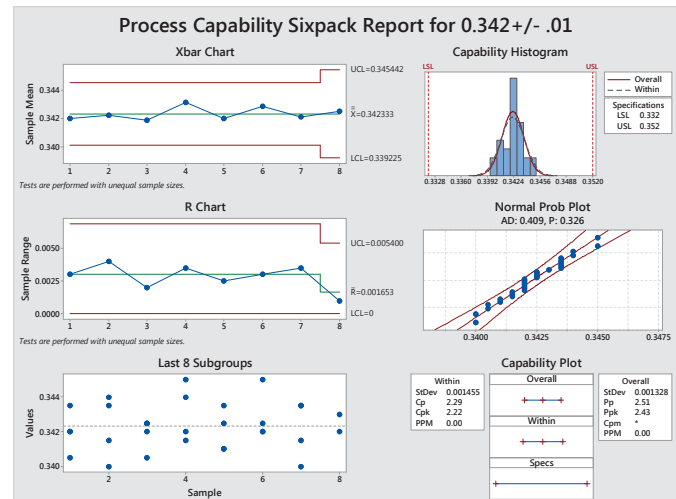 Process Capability Sixpack Report for 0.342+/- .01
Xbar Chart
Sample Mean
0.344
0.342
0.340
1 2 3 4 5 6 7 8
UCL=0.345442
X=0.342333
LCL=0.339225
Tests are performed with unequal sample sizes.
Capability Histogram
LSL USL
0.3328 0.3360 0.3392 0.3424 0.3456 0.3488 0.3520
Overall
Within
Specifications
LSL 0.332
USL 0.352
R Chart
Sample Range
0.0050
0.0025
0.0000
1 2 3 4 5 6 7 8
UCL=0.005400
R=0.001653
LCL=0
Tests are performed with unequal sample sizes.
Normal Prob Plot
AD: 0.409, P: 0.326
0.3400 0.3425 0.3450 0.3475
Last 8 Subgroups
Values
0.344
0.342
0.340
2 4 6 8
Sample
Capability Plot
Within
StDev 0.001455
Cp 2.29
Cpk 2.22
PPM 0.00
Overall
Within
Specs
Overall
StDev 0.001328
Pp 2.51
Ppk 2.43
Cpm *
PPM 0.00